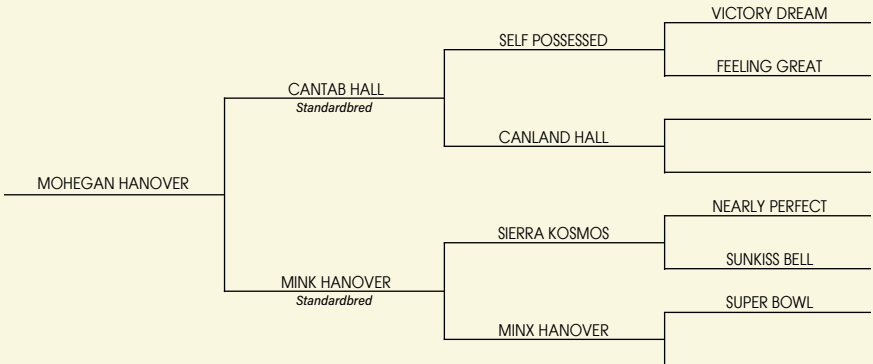 VICTORY DREAM
SELF POSSESSED
FEELING GREAT
CANTAB HALL
Standardbred
CANLAND HALL
MOHEGAN HANOVER
NEARLY PERFECT
SIERRA KOSMOS
SUNKISS BELL
MINK HANOVER
Standardbred
SUPER BOWL
MINX HANOVER